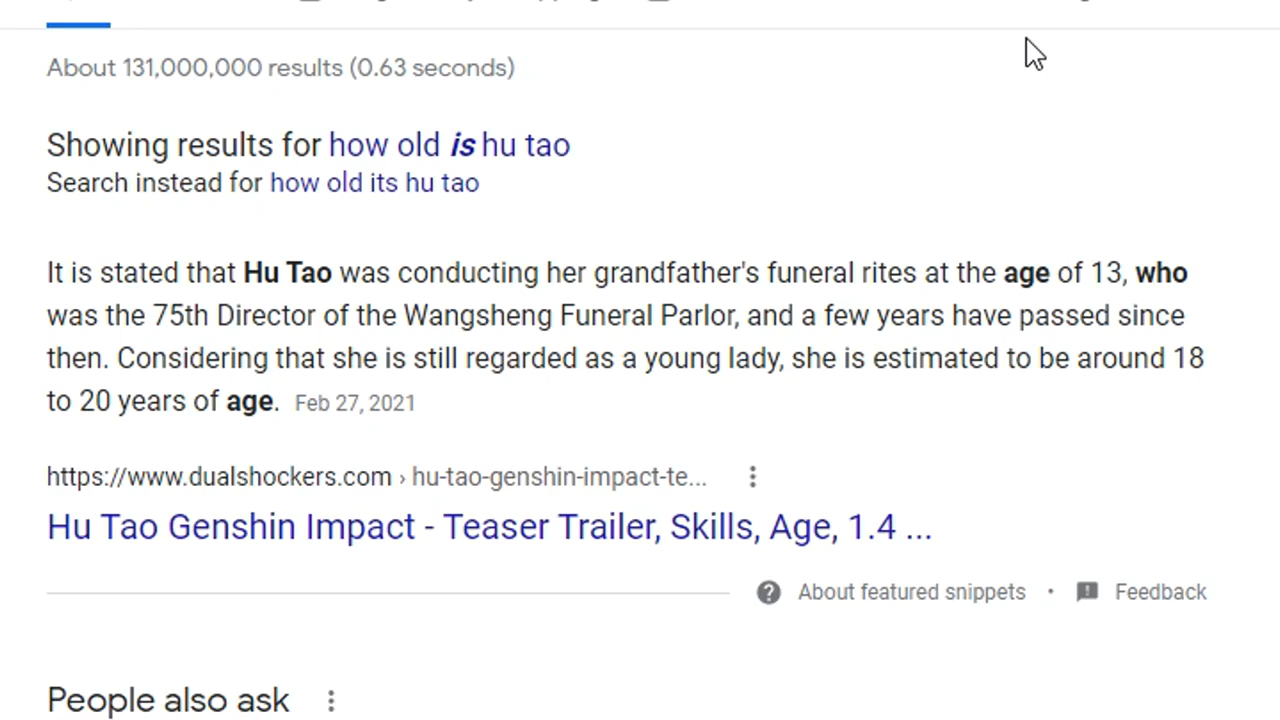 About 131,000,000 results (0.63 seconds)
Showing results for how old is hu tao
Search instead for how old its hu tao
It is stated that Hu Tao was conducting her grandfather's funeral rites at the age of 13, who
was the 75th Director of the Wangsheng Funeral Parlor, and a few years have passed since
then. Considering that she is still regarded as a young lady, she is estimated to be around 18
to 20 years of age. Feb 27, 2021
https://www.dualshockers.com › hu-tao-genshin-impact-te...
Hu Tao Genshin Impact - Teaser Trailer, Skills, Age, 1.4 ...
About featured snippets • Feedback
People also ask